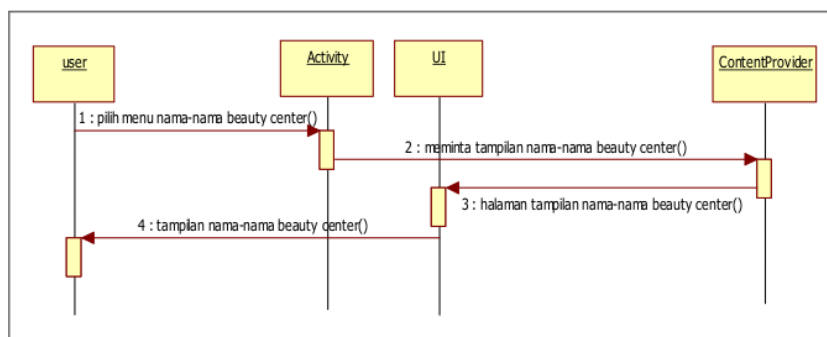 user
Activity
UI
ContentProvider
1 : pilih menu nama-nama beauty center()
2 : meminta tampilan nama-nama beauty center()
3 : halaman tampilan nama-nama beauty center()
4 : tampilan nama-nama beauty center()